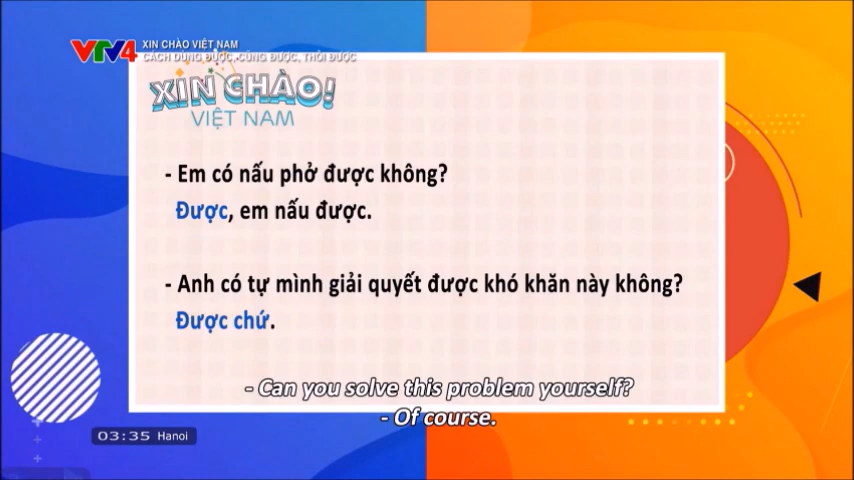 VTV4
XIN CHÀO VIỆT NAM
CÁCH DÙNG ĐƯỢC, CŨNG ĐƯỢC, THÔI ĐƯỢC
XIN CHÀO!
VIỆT NAM
- Em có nấu phở được không?
Được, em nấu được.
- Anh có tự mình giải quyết được khó khăn này không?
Được chứ.
- Can you solve this problem yourself?
- Of course.
03:35 Hanoi